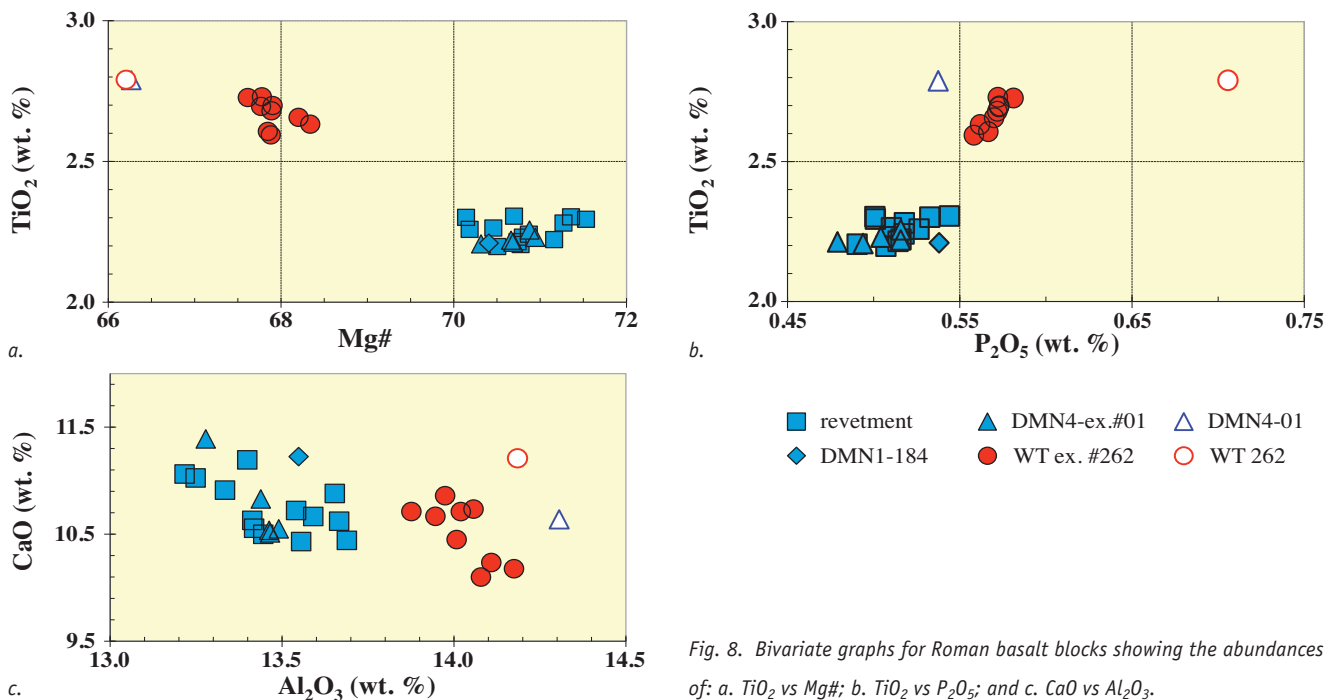 3.0
2.5
2.0
TiO₂ (wt. %)
66 68 70 72
Mg#
a.
3.0
2.5
2.0
TiO₂ (wt. %)
0.45 0.55 0.65 0.75
P₂O₅ (wt. %)
b.
11.5
10.5
9.5
CaO (wt. %)
13.0 13.5 14.0 14.5
Al₂O₃ (wt. %)
c.
revetment DMN4-ex.#01 DMN4-01
DMN1-184 WT ex. #262 WT 262
Fig. 8. Bivariate graphs for Roman basalt blocks showing the abundances
of: a. TiO₂ vs Mg#; b. TiO₂ vs P₂O₅; and c. CaO vs Al₂O₃.